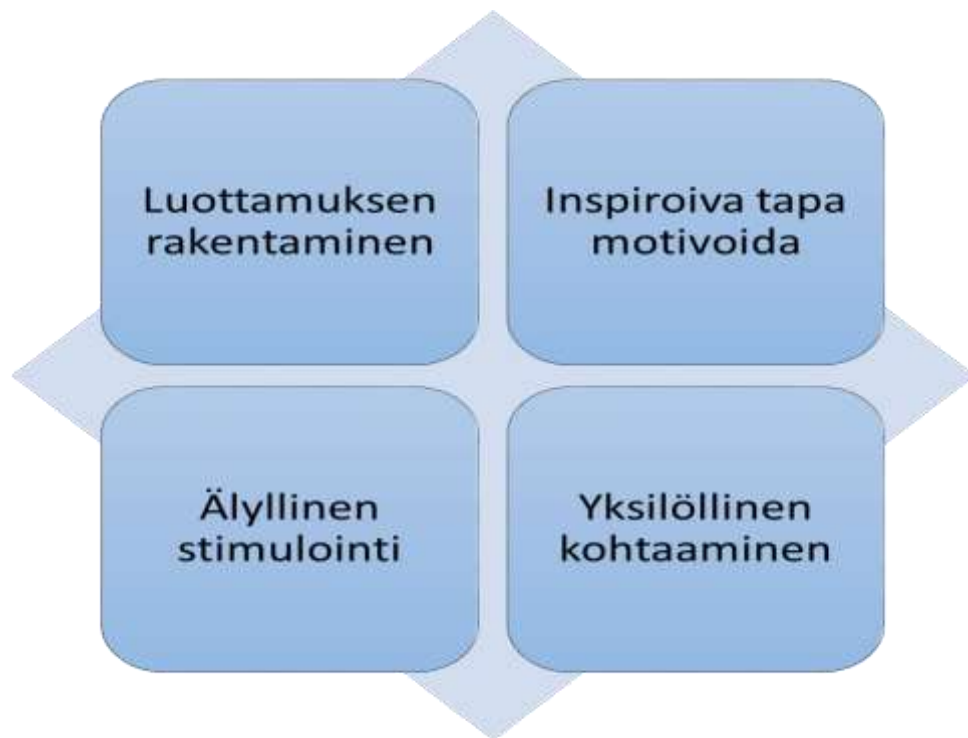 Luottamuksen
rakentaminen
Inspiroiva tapa
motivoida
Älyllinen
stimulointi
Yksilöllinen
kohtaaminen